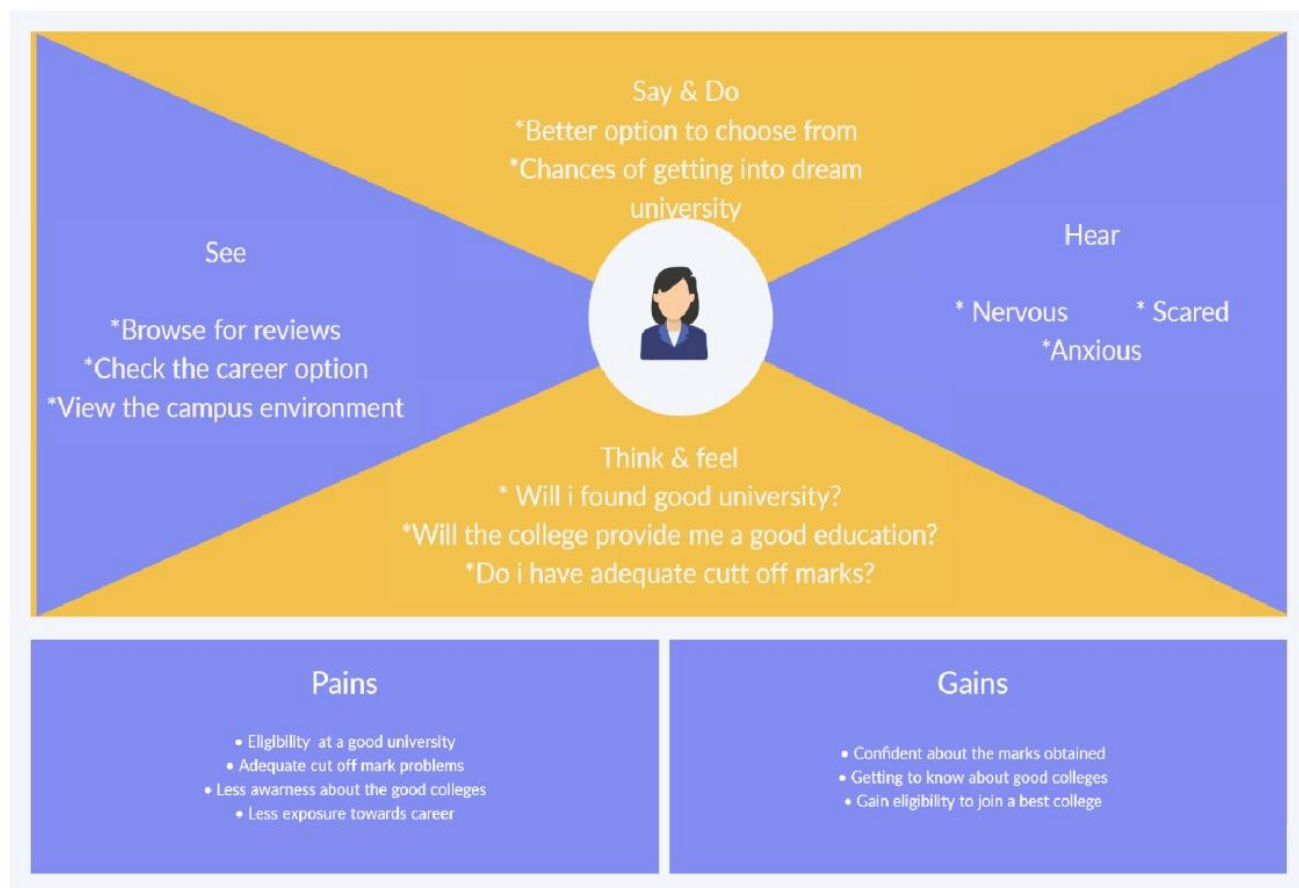 Say & Do
*Better option to choose from
*Chances of getting into dream
university
See
*Browse for reviews
*Check the career option
*View the campus environment
Hear
* Nervous * Scared
*Anxious
Think & feel
* Will i found good university?
*Will the college provide me a good education?
*Do i have adequate cutt off marks?
Pains
• Eligibility at a good university
• Adequate cut off mark problems
• Less awarness about the good colleges
• Less exposure towards career
Gains
• Confident about the marks obtained
• Getting to know about good colleges
• Gain eligibility to join a best college